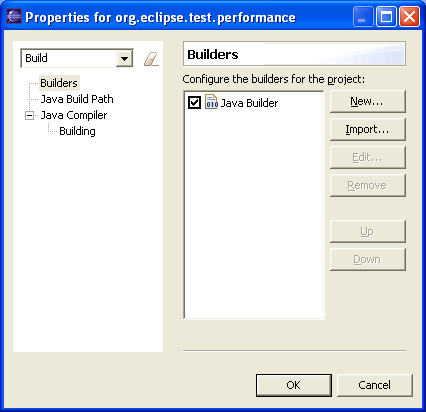 Properties for org.eclipse.test.performance
Build
Builders
Java Build Path
Java Compiler
Building
Builders
Configure the builders for the project:
Java Builder
New...
Import...
Edit...
Remove
Up
Down
OK
Cancel